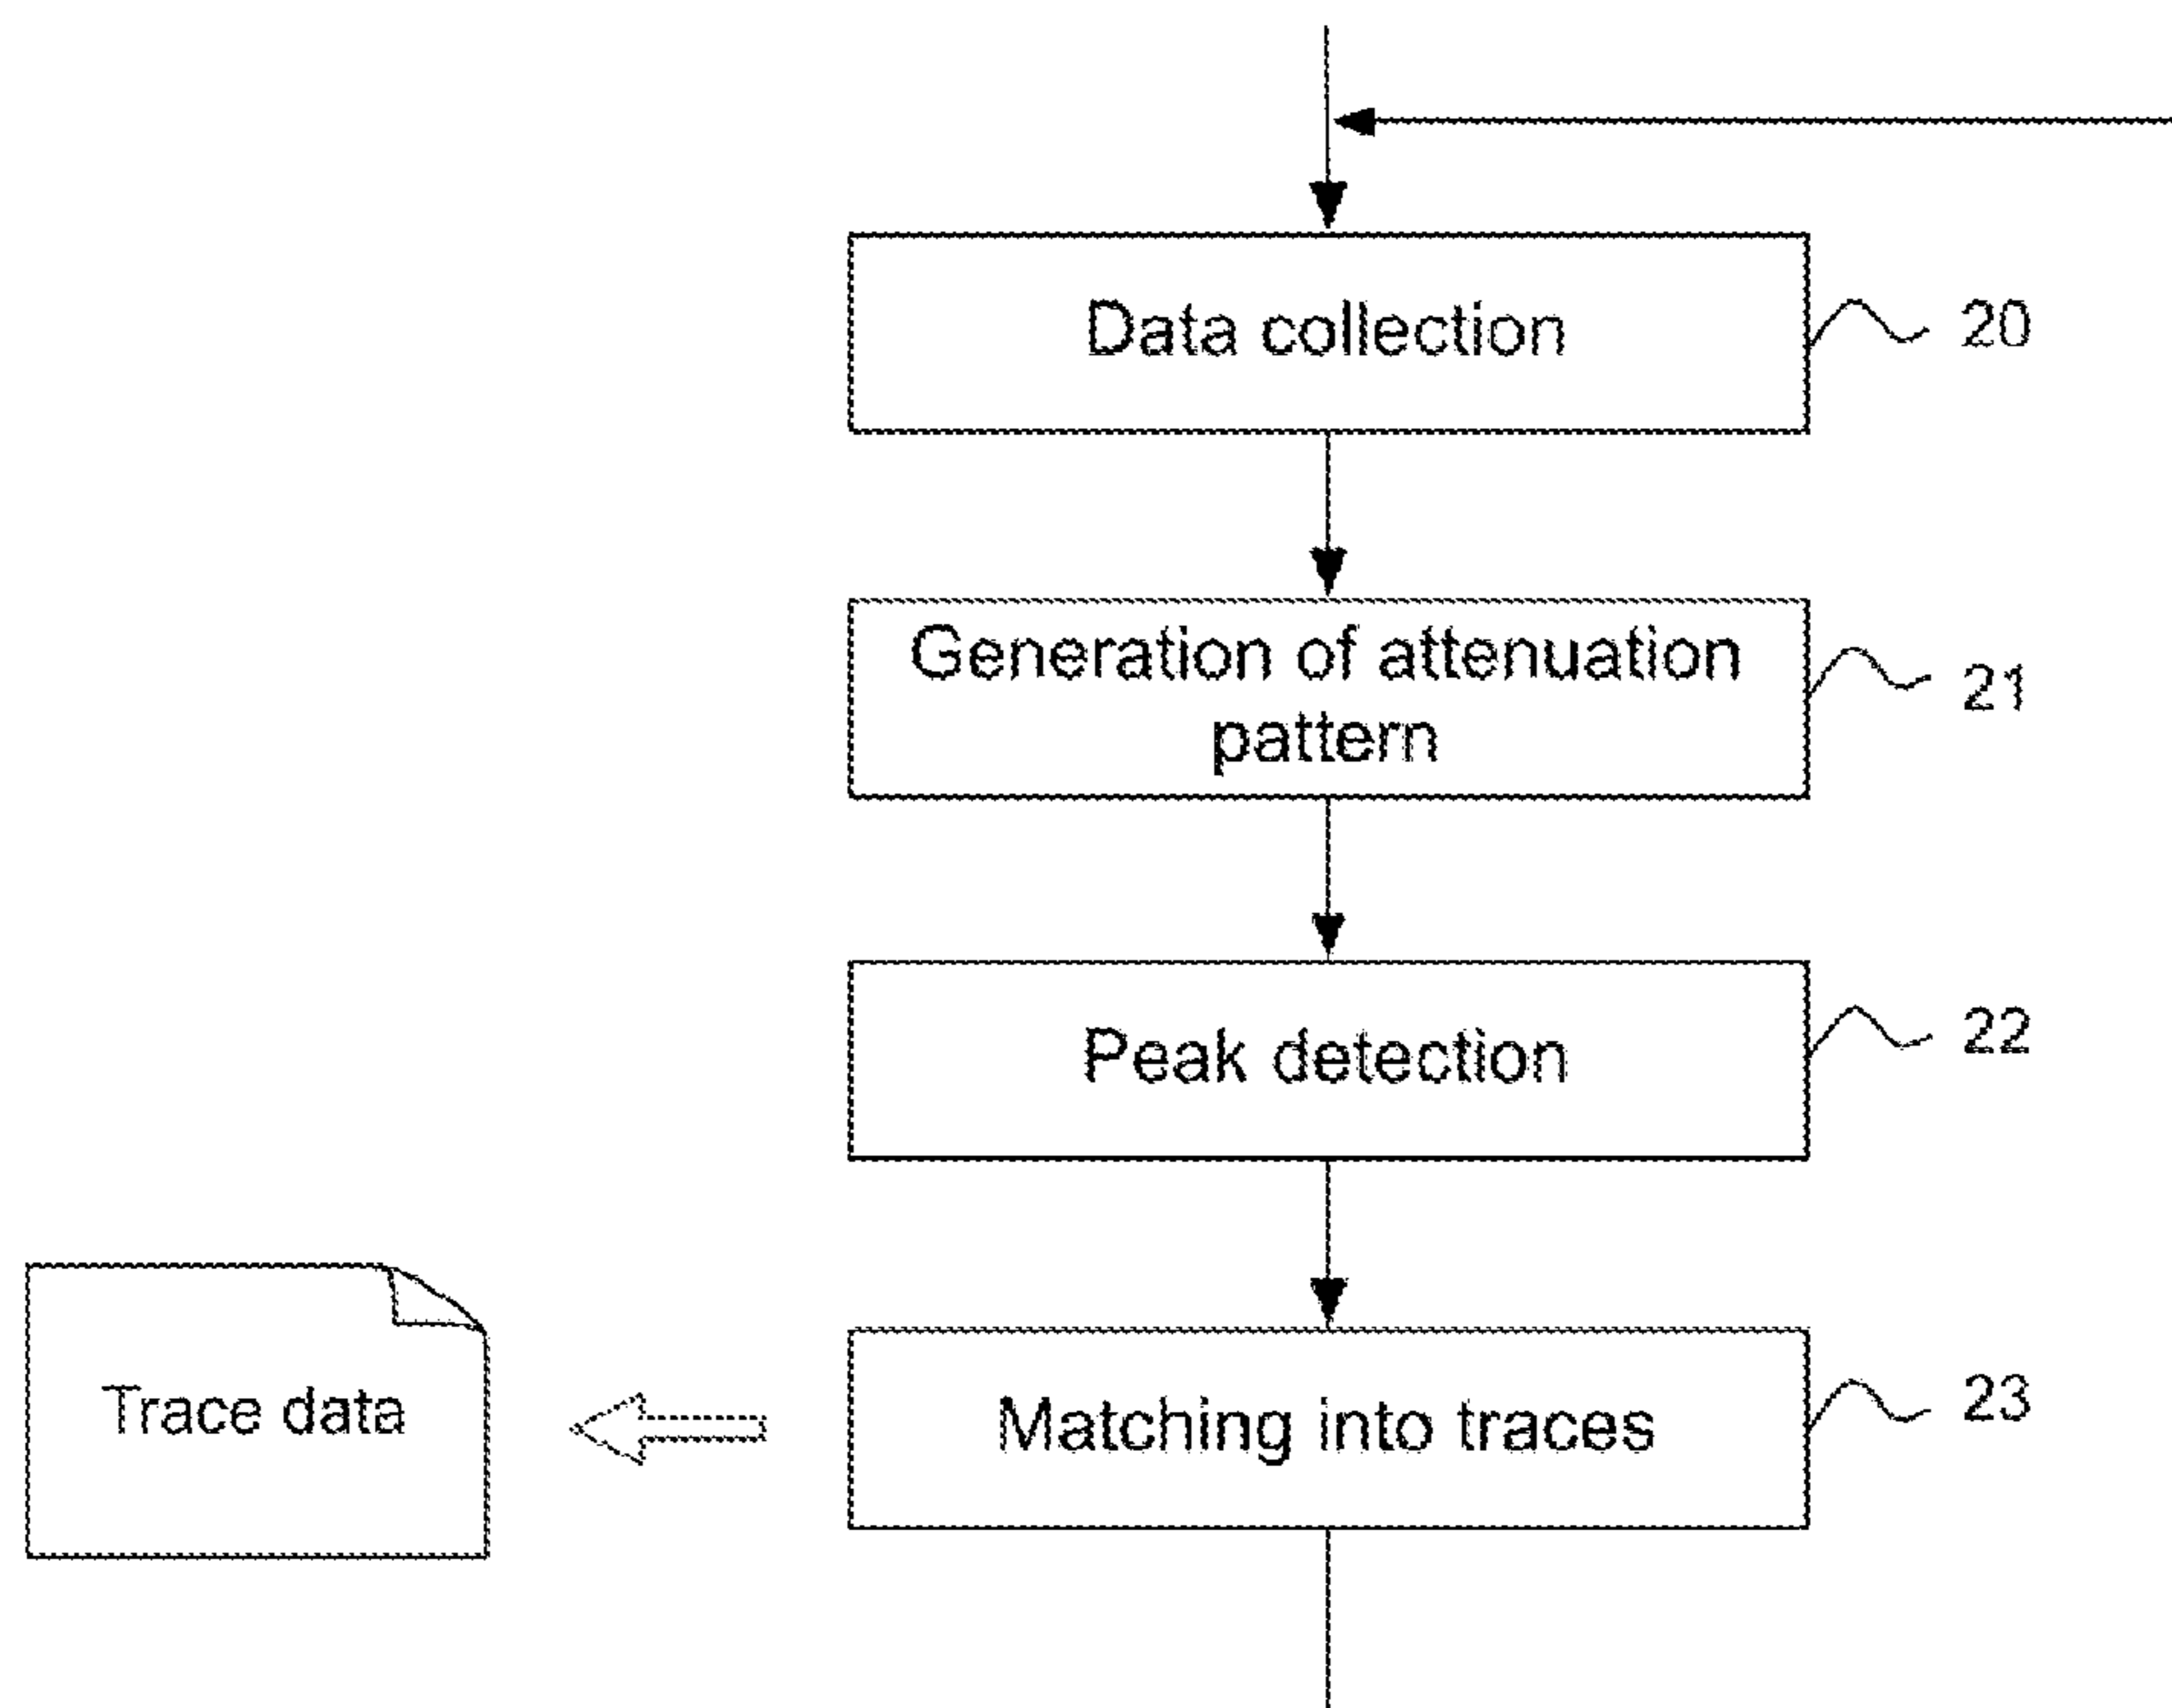 Data collection
20
Generation of attenuation
pattern
21
Peak detection
22
Trace data
Matching into traces
23